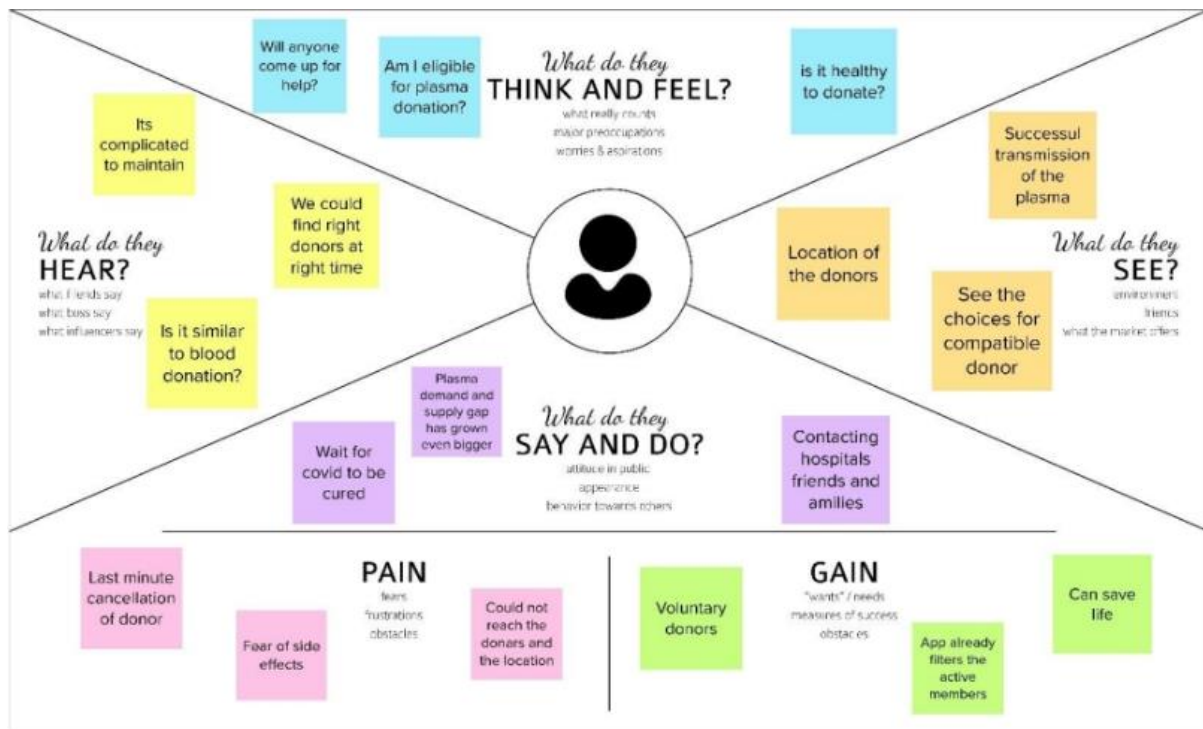 Will anyone
come up for
help?
Am I eligible
for plasma
donation?
What do they
THINK AND FEEL?
what really counts
major preoccupations
worries & aspirations
is it healthy
to donate?
Its
complicated
to maintain
We could
find right
donors at
right time
What do they
HEAR?
what friends say
what boss say
what influencers say
Is it similar
to blood
donation?
Successul
transmission
of the
plasma
Location of
the donors
What do they
SEE?
environment
friends
what the market offers
See the
choices for
compatible
donor
Plasma
demand and
supply gap
has grown
even bigger
Wait for
covid to be
cured
What do they
SAY AND DO?
attitude in public
appearance
behavior towards others
Contacting
hospitals
friends and
amilies
Last minute
cancellation
of donor
Fear of side
effects
PAIN
fears
frustrations
obstacles
Could not
reach the
donars and
the location
Voluntary
donors
GAIN
"wants" / needs
measures of success
obstacles
App already
filters the
active
members
Can save
life